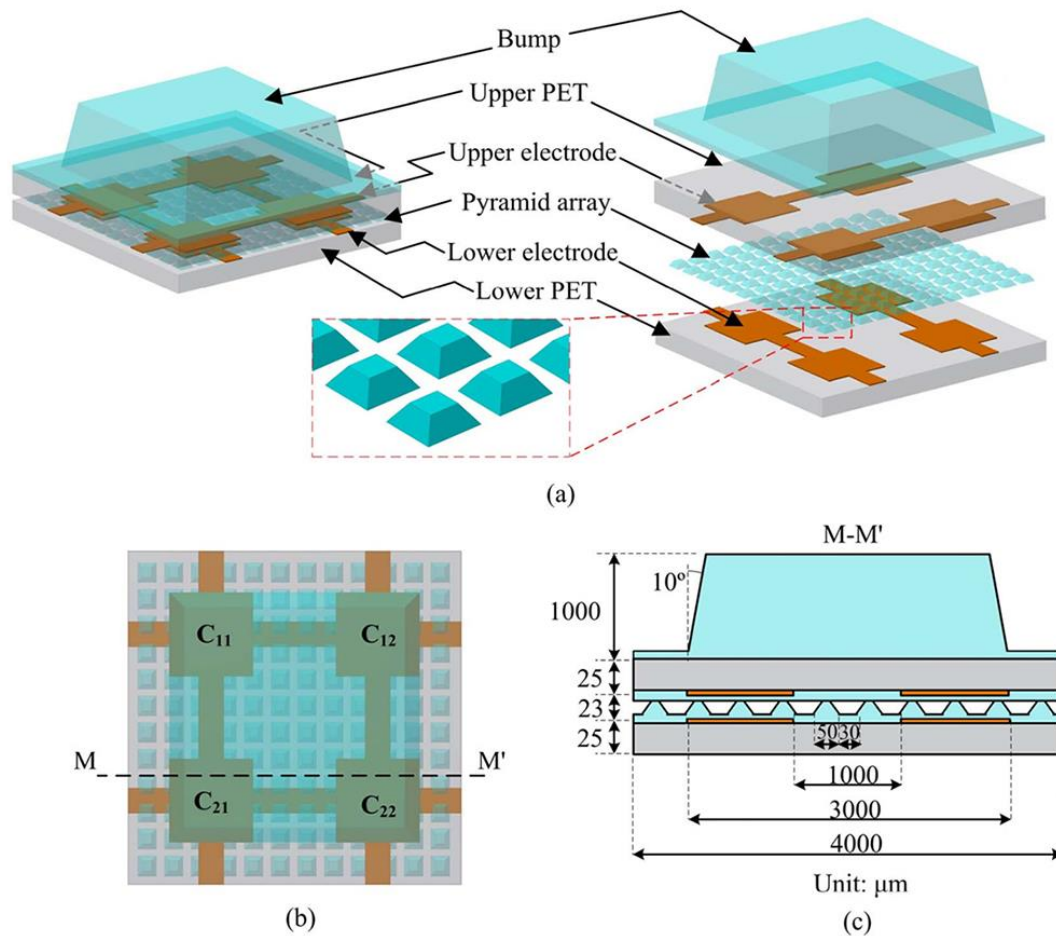 Bump
Upper PET
Upper electrode
Pyramid array
Lower electrode
Lower PET
(a)
C11 C12
M M'
C21 C22
(b)
M-M'
10º
1000
25
23
25
50 30
1000
3000
4000
Unit: μm
(c)